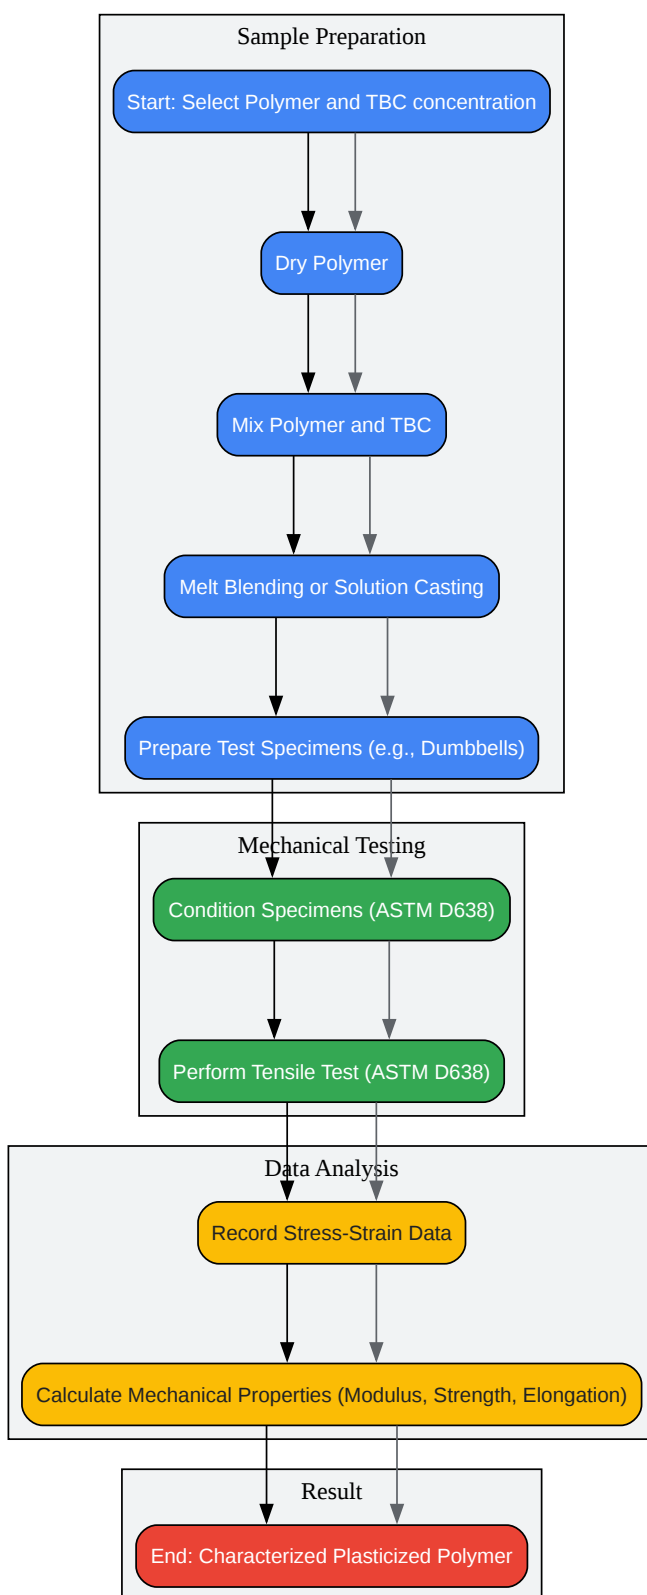 Sample Preparation
Start: Select Polymer and TBC concentration
Dry Polymer
Mix Polymer and TBC
Melt Blending or Solution Casting
Prepare Test Specimens (e.g., Dumbbells)
Mechanical Testing
Condition Specimens (ASTM D638)
Perform Tensile Test (ASTM D638)
Data Analysis
Record Stress-Strain Data
Calculate Mechanical Properties (Modulus, Strength, Elongation)
Result
End: Characterized Plasticized Polymer